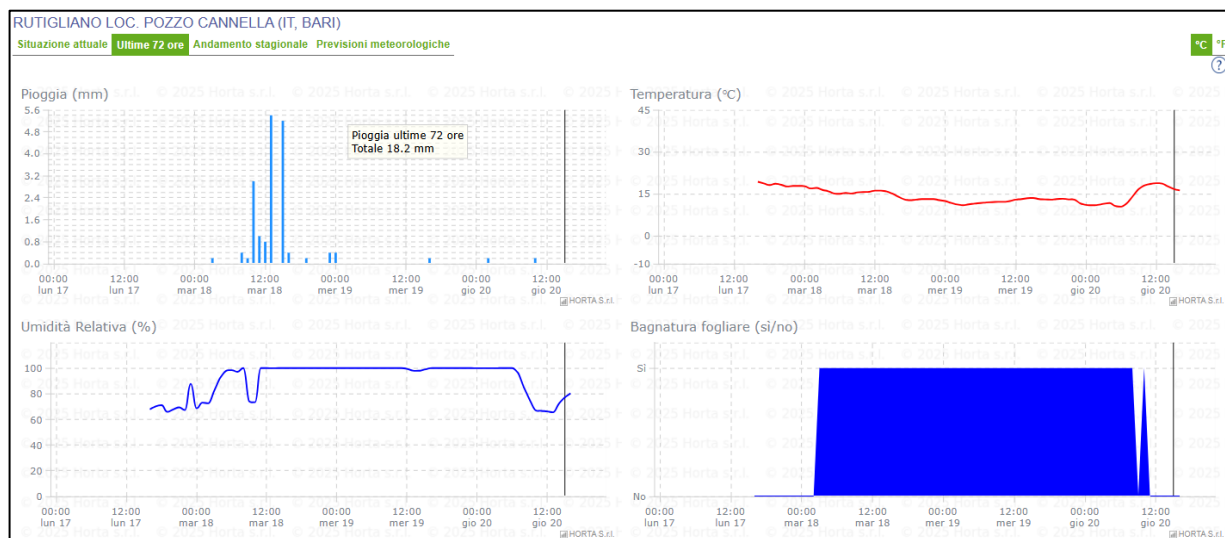 RUTIGLIANO LOC. POZZO CANNELLA (IT, BARI)
Situazione attuale Ultime 72 ore Andamento stagionale Previsioni meteorologiche
°C °F
?
Pioggia (mm)
5.6
4.8
4.0
3.2
2.4
1.6
0.8
0.0
Pioggia ultime 72 ore
Totale 18.2 mm
00:00 12:00 00:00 12:00 00:00 12:00 00:00 12:00
lun 17 lun 17 mar 18 mar 18 mer 19 mer 19 gio 20 gio 20
HORTA S.r.l.
Temperatura (°C)
45
30
15
0
-10
00:00 12:00 00:00 12:00 00:00 12:00 00:00 12:00
lun 17 lun 17 mar 18 mar 18 mer 19 mer 19 gio 20 gio 20
HORTA S.r.l.
Umidità Relativa (%)
100
80
60
40
20
0
00:00 12:00 00:00 12:00 00:00 12:00 00:00 12:00
lun 17 lun 17 mar 18 mar 18 mer 19 mer 19 gio 20 gio 20
HORTA S.r.l.
Bagnatura fogliare (sì/no)
Sì
No
00:00 12:00 00:00 12:00 00:00 12:00 00:00 12:00
lun 17 lun 17 mar 18 mar 18 mer 19 mer 19 gio 20 gio 20
HORTA S.r.l.
© 2025 Horta s.r.l.